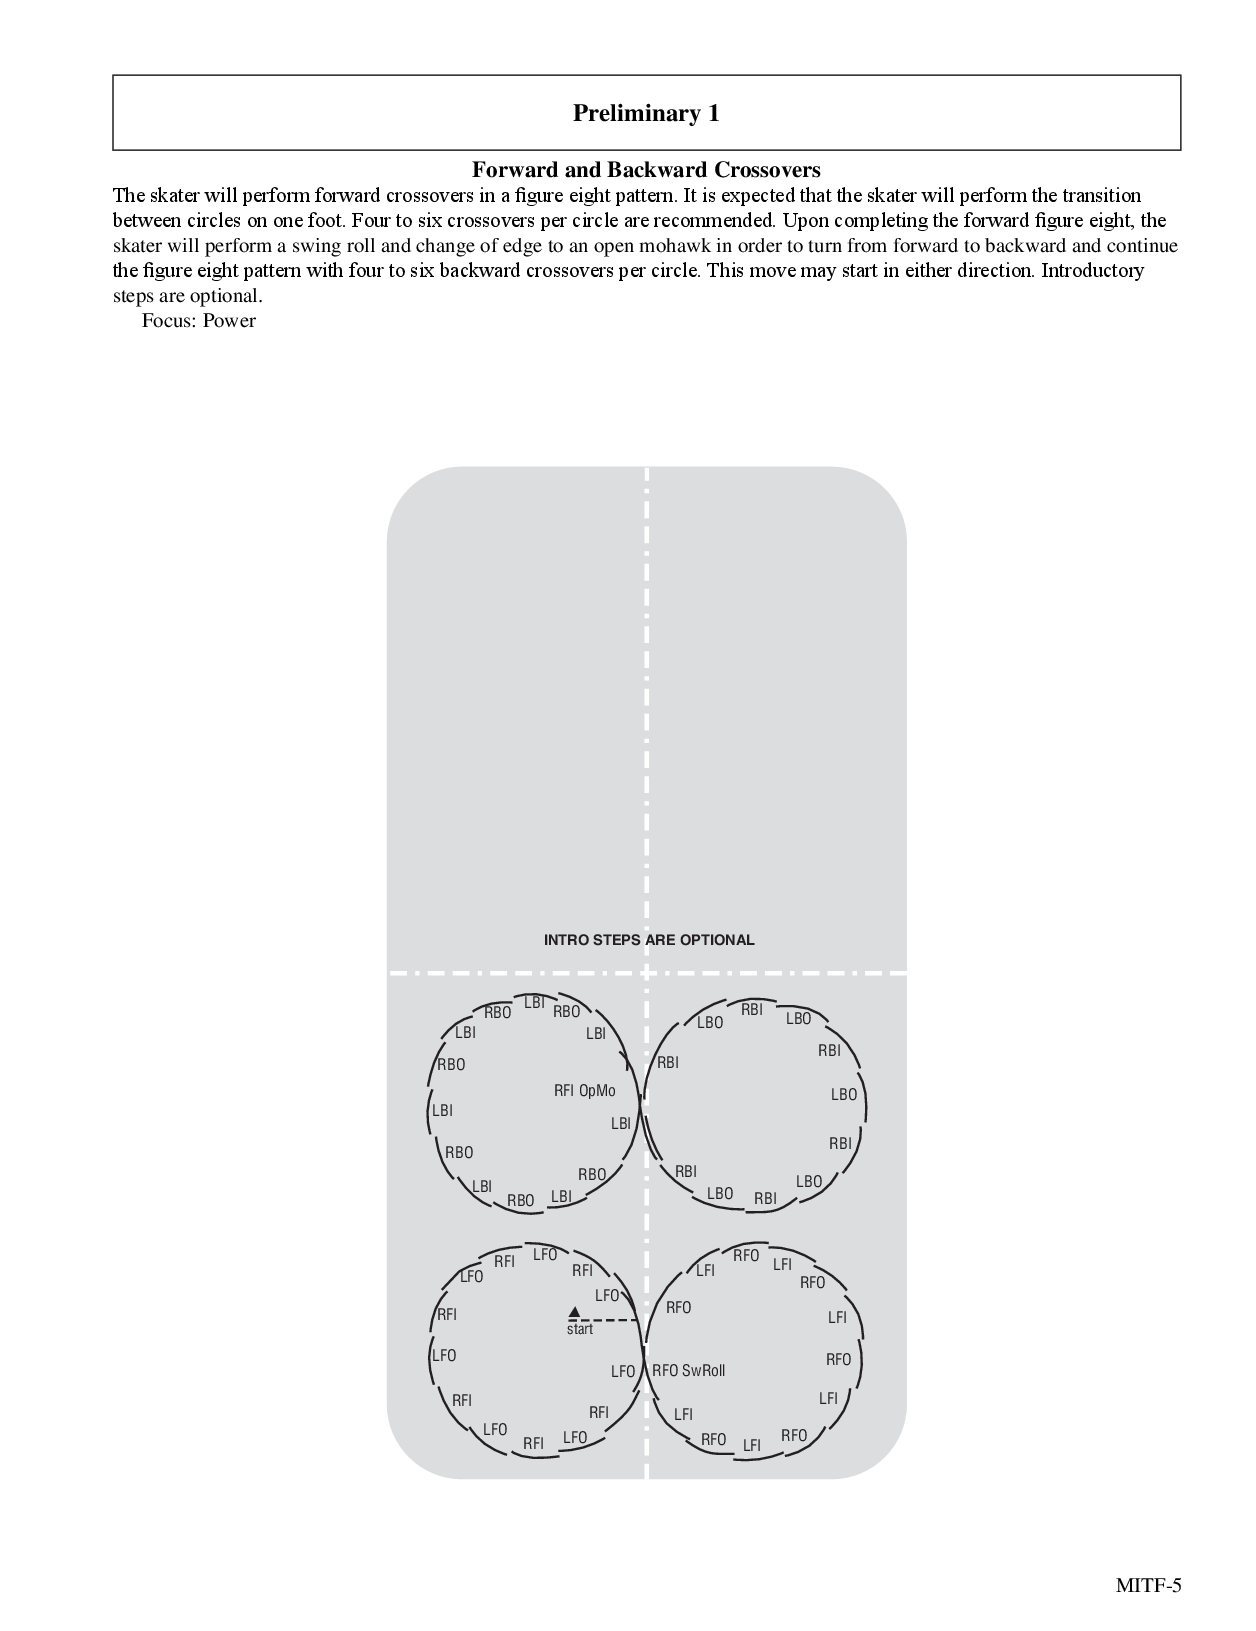 Preliminary 1
Forward and Backward Crossovers
The skater will perform forward crossovers in a figure eight pattern. It is expected that the skater will perform the transition
between circles on one foot. Four to six crossovers per circle are recommended. Upon completing the forward figure eight, the
skater will perform a swing roll and change of edge to an open mohawk in order to turn from forward to backward and continue
the figure eight pattern with four to six backward crossovers per circle. This move may start in either direction. Introductory
steps are optional.
Focus: Power
INTRO STEPS ARE OPTIONAL
LBI
RBO
RBO
LBI
LBI
RBO
LBI
RBO
LBI
RBO
LBI
RBO
LBI
RFI OpMo
RBI
LBO
RBI
LBO
RBI
LBO
RBI
LBO
RBI
LBO
RBI
LFO
RFI
RFI
LFO
LFO
RFI
LFO
RFI
LFO
RFI
LFO
RFI
LFO
start
RFO SwRoll
RFO
LFI
RFO
LFI
RFO
LFI
RFO
LFI
RFO
LFI
RFO
LFI
MITF-5